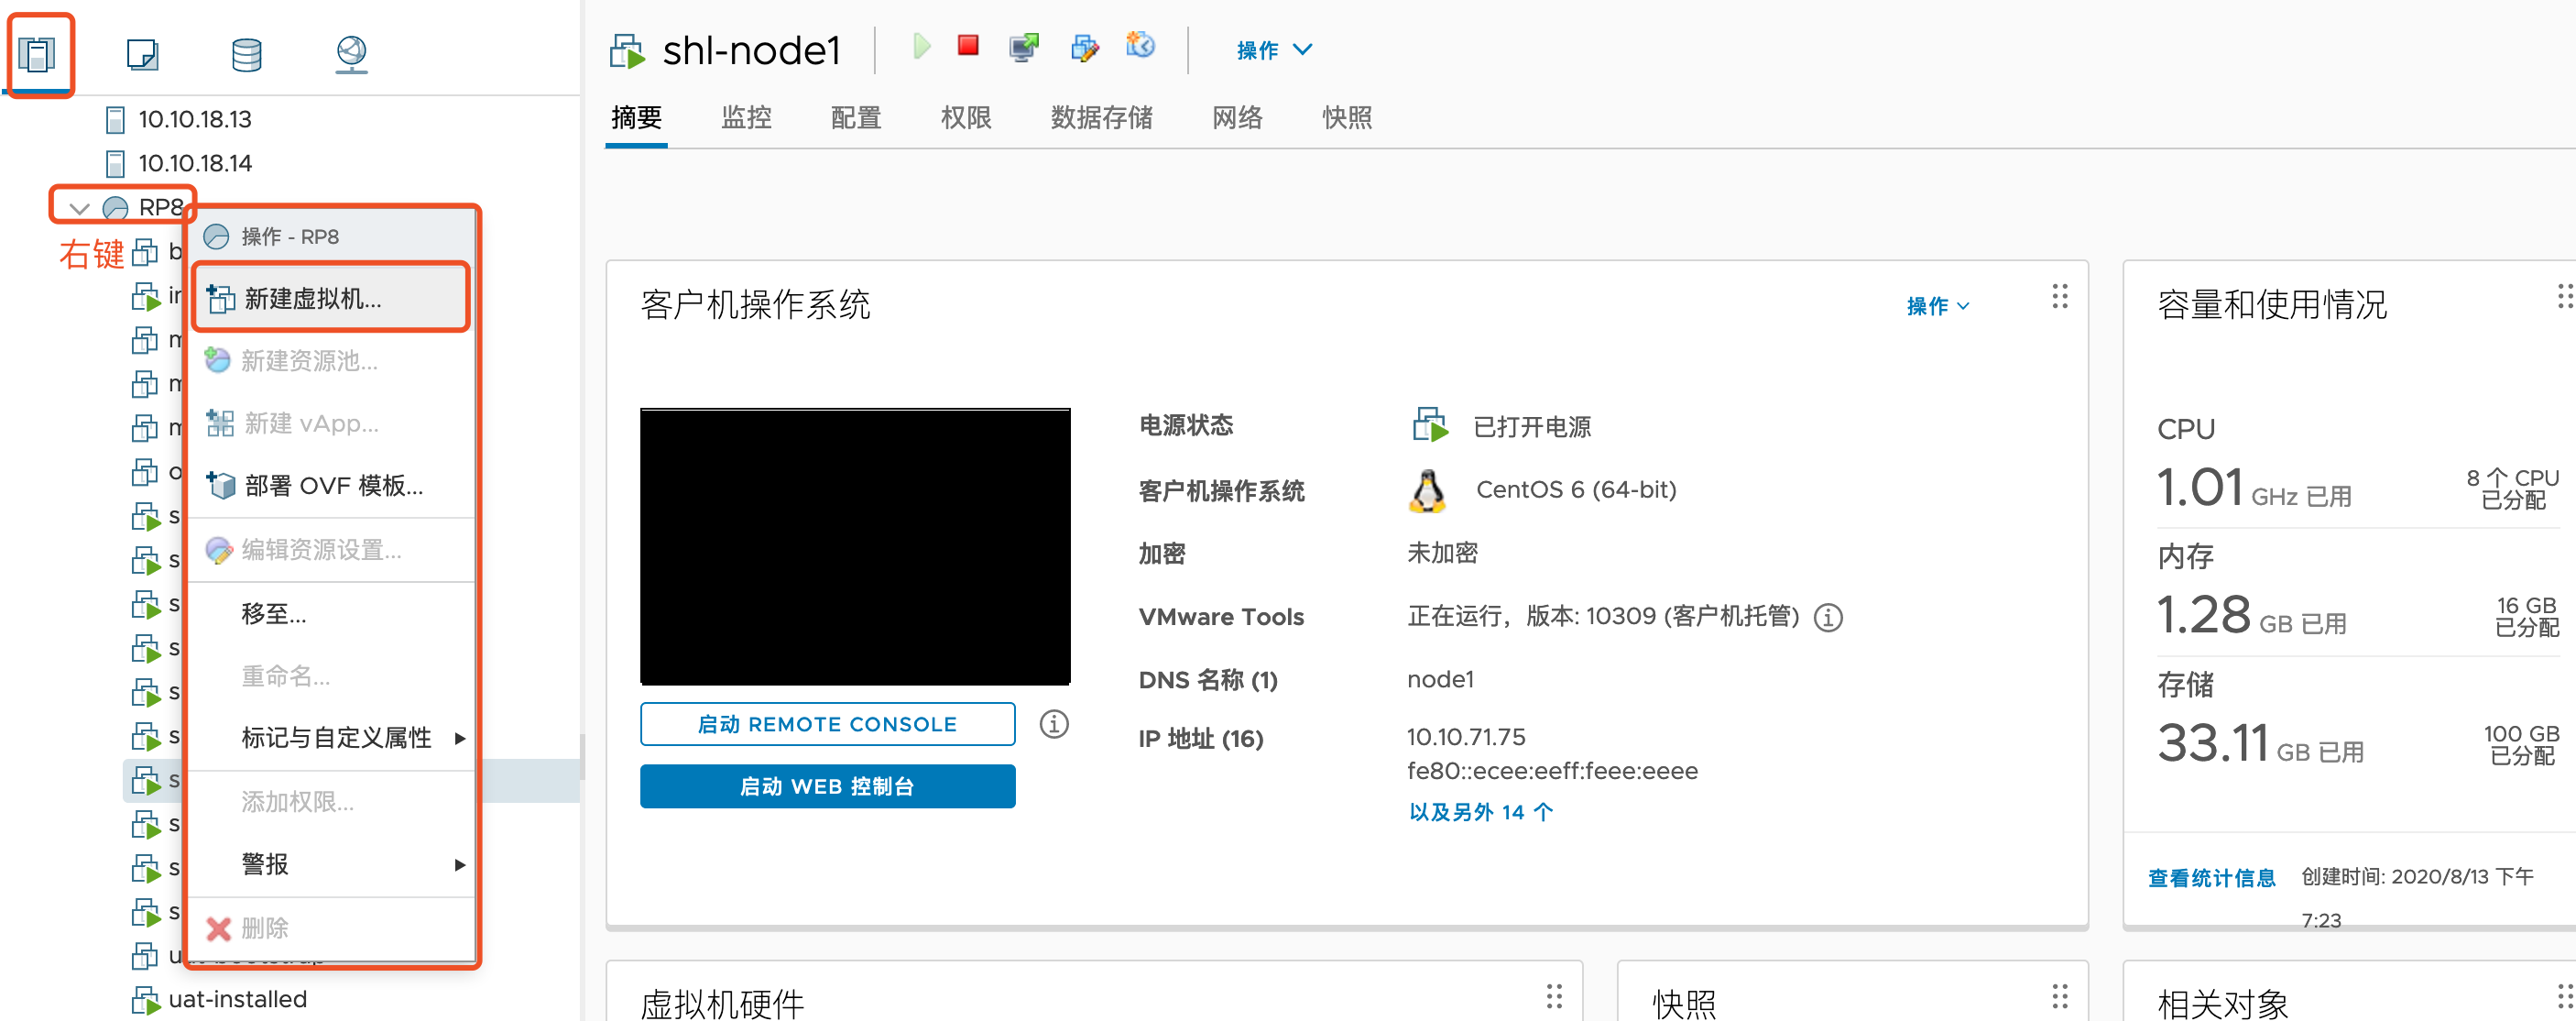 shl-node1
操作
摘要
监控
配置
权限
数据存储
网络
快照
10.10.18.13
10.10.18.14
RP8
右键
操作 - RP8
新建虚拟机...
新建资源池...
新建 vApp...
部署 OVF 模板...
编辑资源设置...
移至...
重命名...
标记与自定义属性
添加权限...
警报
删除
uat-installed
客户机操作系统
操作
启动 REMOTE CONSOLE
启动 WEB 控制台
电源状态
已打开电源
客户机操作系统
CentOS 6 (64-bit)
加密
未加密
VMware Tools
正在运行，版本: 10309 (客户机托管)
DNS 名称 (1)
node1
IP 地址 (16)
10.10.71.75
fe80::ecee:eeff:feee:eeee
以及另外 14 个
容量和使用情况
CPU
1.01 GHz 已用
8 个 CPU
已分配
内存
1.28 GB 已用
16 GB
已分配
存储
33.11 GB 已用
100 GB
已分配
查看统计信息
创建时间: 2020/8/13 下午
7:23
虚拟机硬件
快照
相关对象